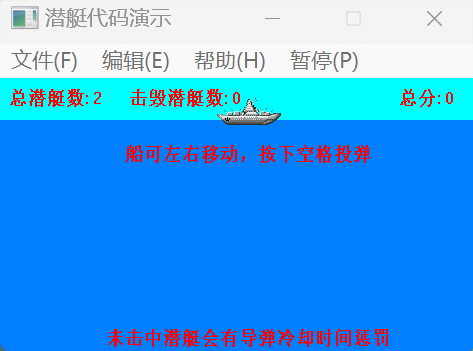 潜艇代码演示
文件(F) 编辑(E) 帮助(H) 暂停(P)
总潜艇数:2 击毁潜艇数:0 总分:0
船可左右移动，按下空格投弹
未击中潜艇会有导弹冷却时间惩罚